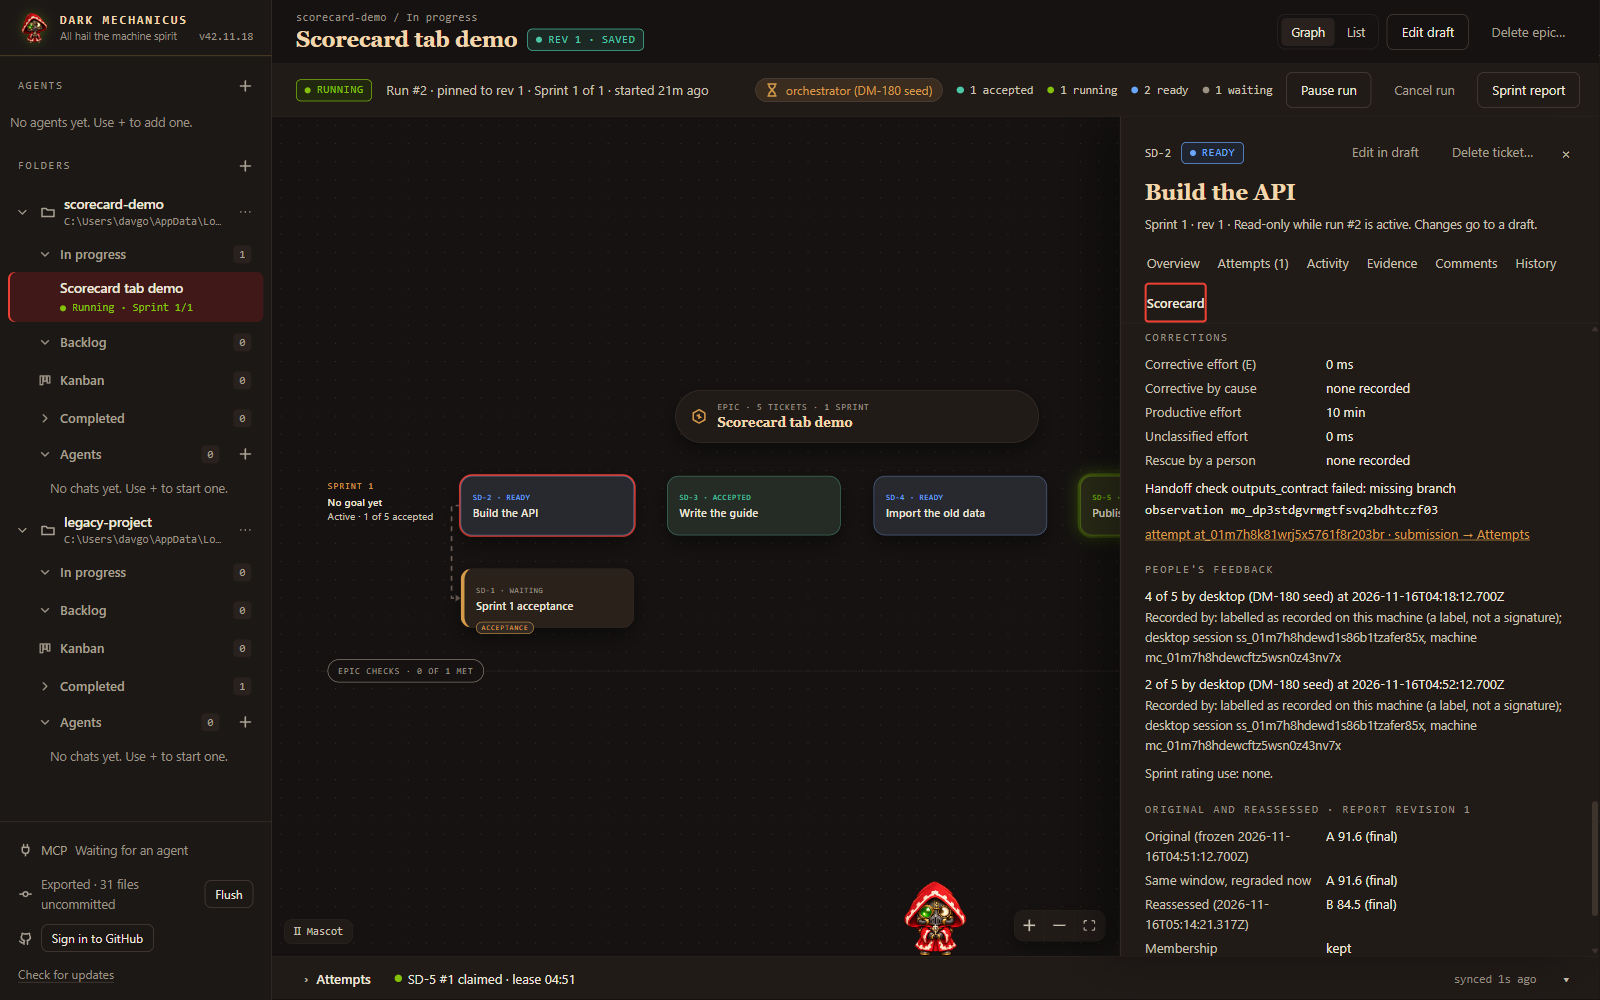 DARK MECHANICUS
All hail the machine spirit v42.11.18
AGENTS
No agents yet. Use + to add one.
FOLDERS
scorecard-demo
C:\Users\davgo\AppData\Lo…
In progress 1
Scorecard tab demo
Running · Sprint 1/1
Backlog 0
Kanban 0
Completed 0
Agents 0
No chats yet. Use + to start one.
legacy-project
C:\Users\davgo\AppData\Lo…
In progress 0
Backlog 0
Kanban 0
Completed 1
Agents 0
No chats yet. Use + to start one.
MCP Waiting for an agent
Exported · 31 files
uncommitted
Flush
Sign in to GitHub
Check for updates
scorecard-demo / In progress
Scorecard tab demo
REV 1 · SAVED
Graph List Edit draft Delete epic…
RUNNING
Run #2 · pinned to rev 1 · Sprint 1 of 1 · started 21m ago
orchestrator (DM-180 seed)
1 accepted 1 running 2 ready 1 waiting
Pause run Cancel run Sprint report
EPIC · 5 TICKETS · 1 SPRINT
Scorecard tab demo
SPRINT 1
No goal yet
Active · 1 of 5 accepted
SD-2 · READY
Build the API
SD-3 · ACCEPTED
Write the guide
SD-4 · READY
Import the old data
SD-5 ·
Publis
SD-1 · WAITING
Sprint 1 acceptance
ACCEPTANCE
EPIC CHECKS · 0 OF 1 MET
Mascot
SD-2 READY Edit in draft Delete ticket… ×
Build the API
Sprint 1 · rev 1 · Read-only while run #2 is active. Changes go to a draft.
Overview Attempts (1) Activity Evidence Comments History
Scorecard
CORRECTIONS
Corrective effort (E) 0 ms
Corrective by cause none recorded
Productive effort 10 min
Unclassified effort 0 ms
Rescue by a person none recorded
Handoff check outputs_contract failed: missing branch
observation mo_dp3stdgvrmgtfsvq2bdhtczf03
attempt at_01m7h8k81wrj5x5761f8r203br · submission → Attempts
PEOPLE'S FEEDBACK
4 of 5 by desktop (DM-180 seed) at 2026-11-16T04:18:12.700Z
Recorded by: labelled as recorded on this machine (a label, not a signature);
desktop session ss_01m7h8hdewd1s86b1tzafer85x, machine
mc_01m7h8hdewcftz5wsn0z43nv7x
2 of 5 by desktop (DM-180 seed) at 2026-11-16T04:52:12.700Z
Recorded by: labelled as recorded on this machine (a label, not a signature);
desktop session ss_01m7h8hdewd1s86b1tzafer85x, machine
mc_01m7h8hdewcftz5wsn0z43nv7x
Sprint rating use: none.
ORIGINAL AND REASSESSED · REPORT REVISION 1
Original (frozen 2026-11-
16T04:51:12.700Z) A 91.6 (final)
Same window, regraded now A 91.6 (final)
Reassessed (2026-11-
16T05:14:21.317Z) B 84.5 (final)
Membership kept
Attempts SD-5 #1 claimed · lease 04:51
synced 1s ago